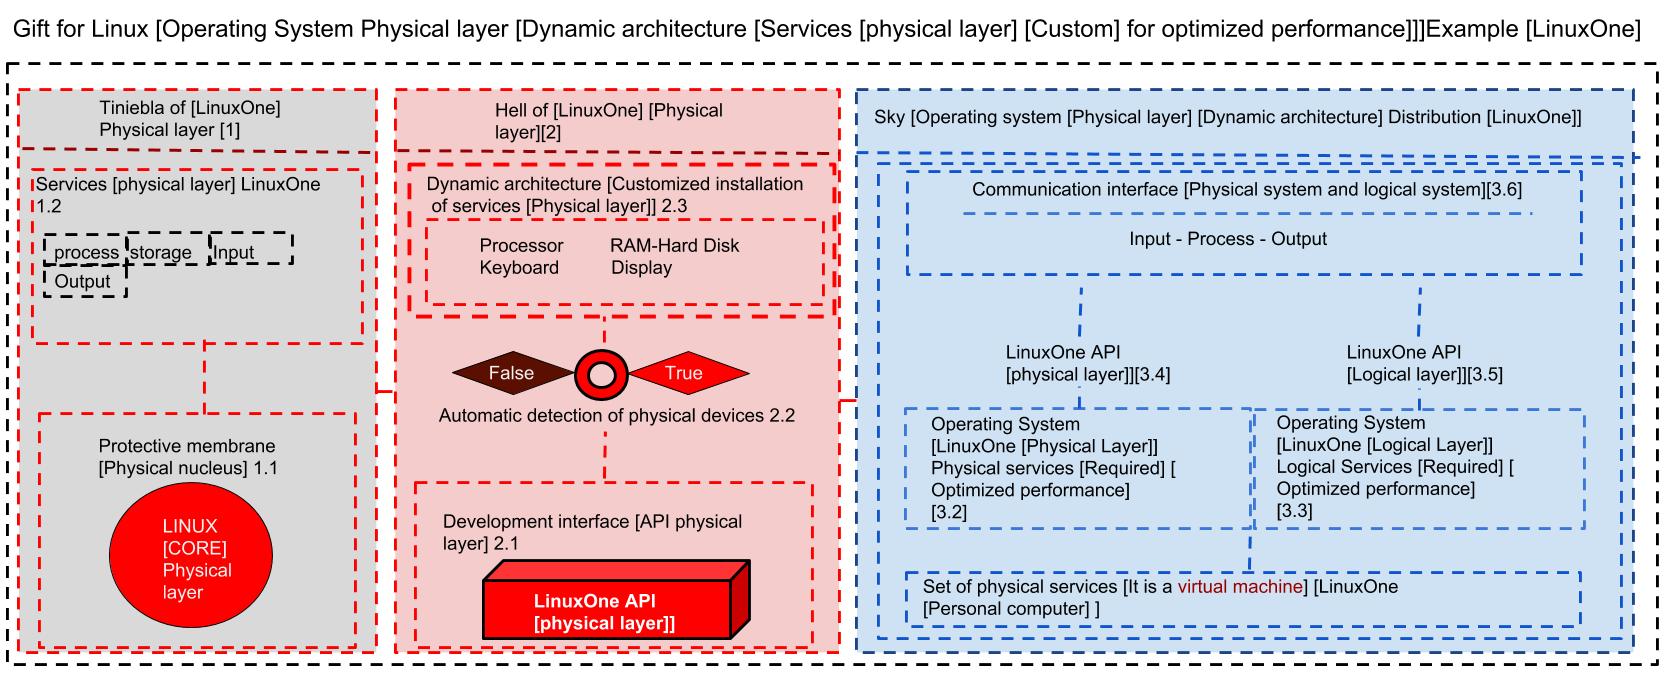 Gift for Linux [Operating System Physical layer [Dynamic architecture [Services [physical layer] [Custom] for optimized performance]]]Example [LinuxOne]
Tiniebla of [LinuxOne]
Physical layer [1]
Services [physical layer] LinuxOne
1.2
process storage Input
Output
Protective membrane
[Physical nucleus] 1.1
LINUX
[CORE]
Physical
layer
Hell of [LinuxOne] [Physical
layer][2]
Dynamic architecture [Customized installation
of services [Physical layer]] 2.3
Processor RAM-Hard Disk
Keyboard Display
False True
Automatic detection of physical devices 2.2
Development interface [API physical
layer] 2.1
LinuxOne API
[physical layer]]
Sky [Operating system [Physical layer] [Dynamic architecture] Distribution [LinuxOne]]
Communication interface [Physical system and logical system][3.6]
Input - Process - Output
LinuxOne API
[physical layer]][3.4]
LinuxOne API
[Logical layer]][3.5]
Operating System
[LinuxOne [Physical Layer]]
Physical services [Required] [
Optimized performance]
[3.2]
Operating System
[LinuxOne [Logical Layer]]
Logical Services [Required] [
Optimized performance]
[3.3]
Set of physical services [It is a virtual machine] [LinuxOne
[Personal computer] ]